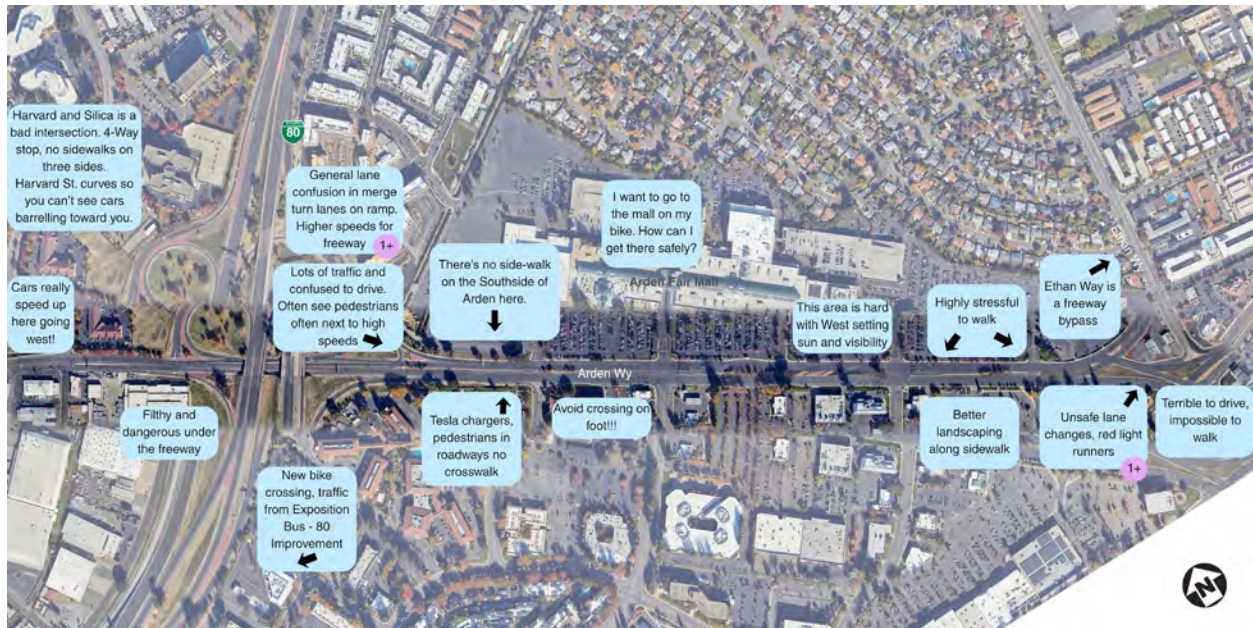 Harvard and Silica is a
bad intersection. 4-Way
stop, no sidewalks on
three sides.
Harvard St. curves so
you can't see cars
barrelling toward you.
80
General lane
confusion in merge
turn lanes on ramp.
Higher speeds for
freeway
1+
I want to go to
the mall on my
bike. How can I
get there safely?
Cars really
speed up
here going
west!
Lots of traffic and
confused to drive.
Often see pedestrians
often next to high
speeds
There's no side-walk
on the Southside of
Arden here.
Arden Fair Mall
This area is hard
with West setting
sun and visibility
Highly stressful
to walk
Ethan Way is
a freeway
bypass
Arden Wy
Filthy and
dangerous under
the freeway
Tesla chargers,
pedestrians in
roadways no
crosswalk
Avoid crossing on
foot!!!
Better
landscaping
along sidewalk
Unsafe lane
changes, red light
runners
1+
Terrible to drive,
impossible to
walk
New bike
crossing, traffic
from Exposition
Bus - 80
Improvement
N